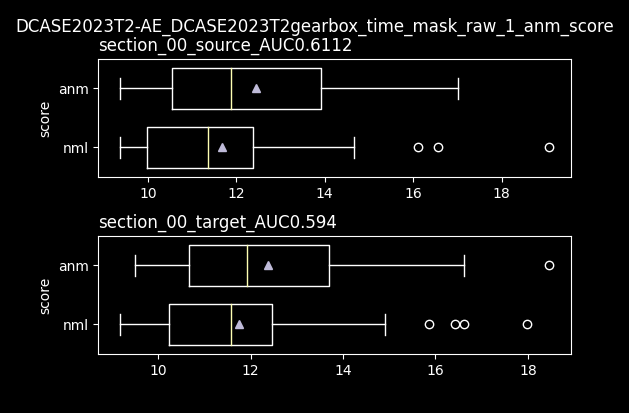 DCASE2023T2-AE_DCASE2023T2gearbox_time_mask_raw_1_anm_score
section_00_source_AUC0.6112
anm
nml
score
10 12 14 16 18
section_00_target_AUC0.594
anm
nml
score
10 12 14 16 18